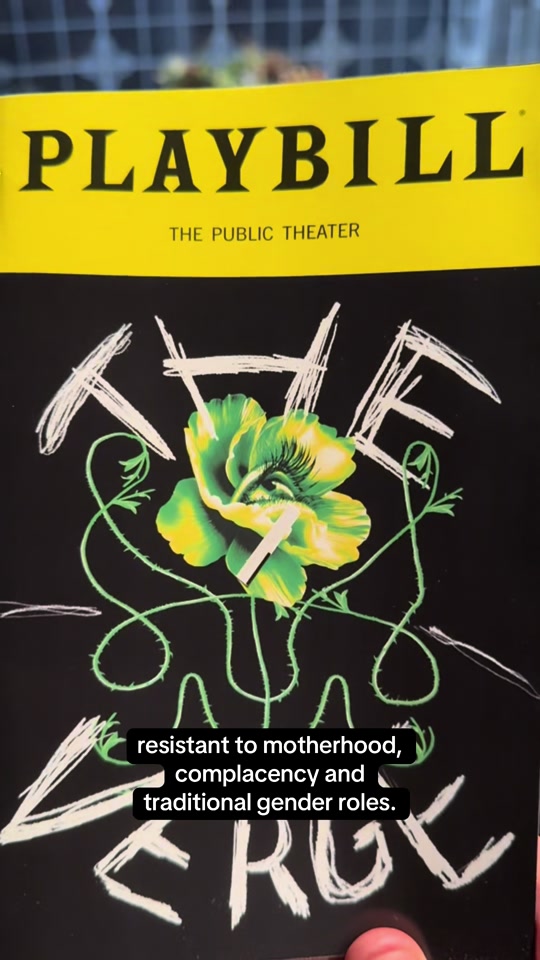 PLAYBILL®
THE PUBLIC THEATER
THE
VERGE
resistant to motherhood,
complacency and
traditional gender roles.